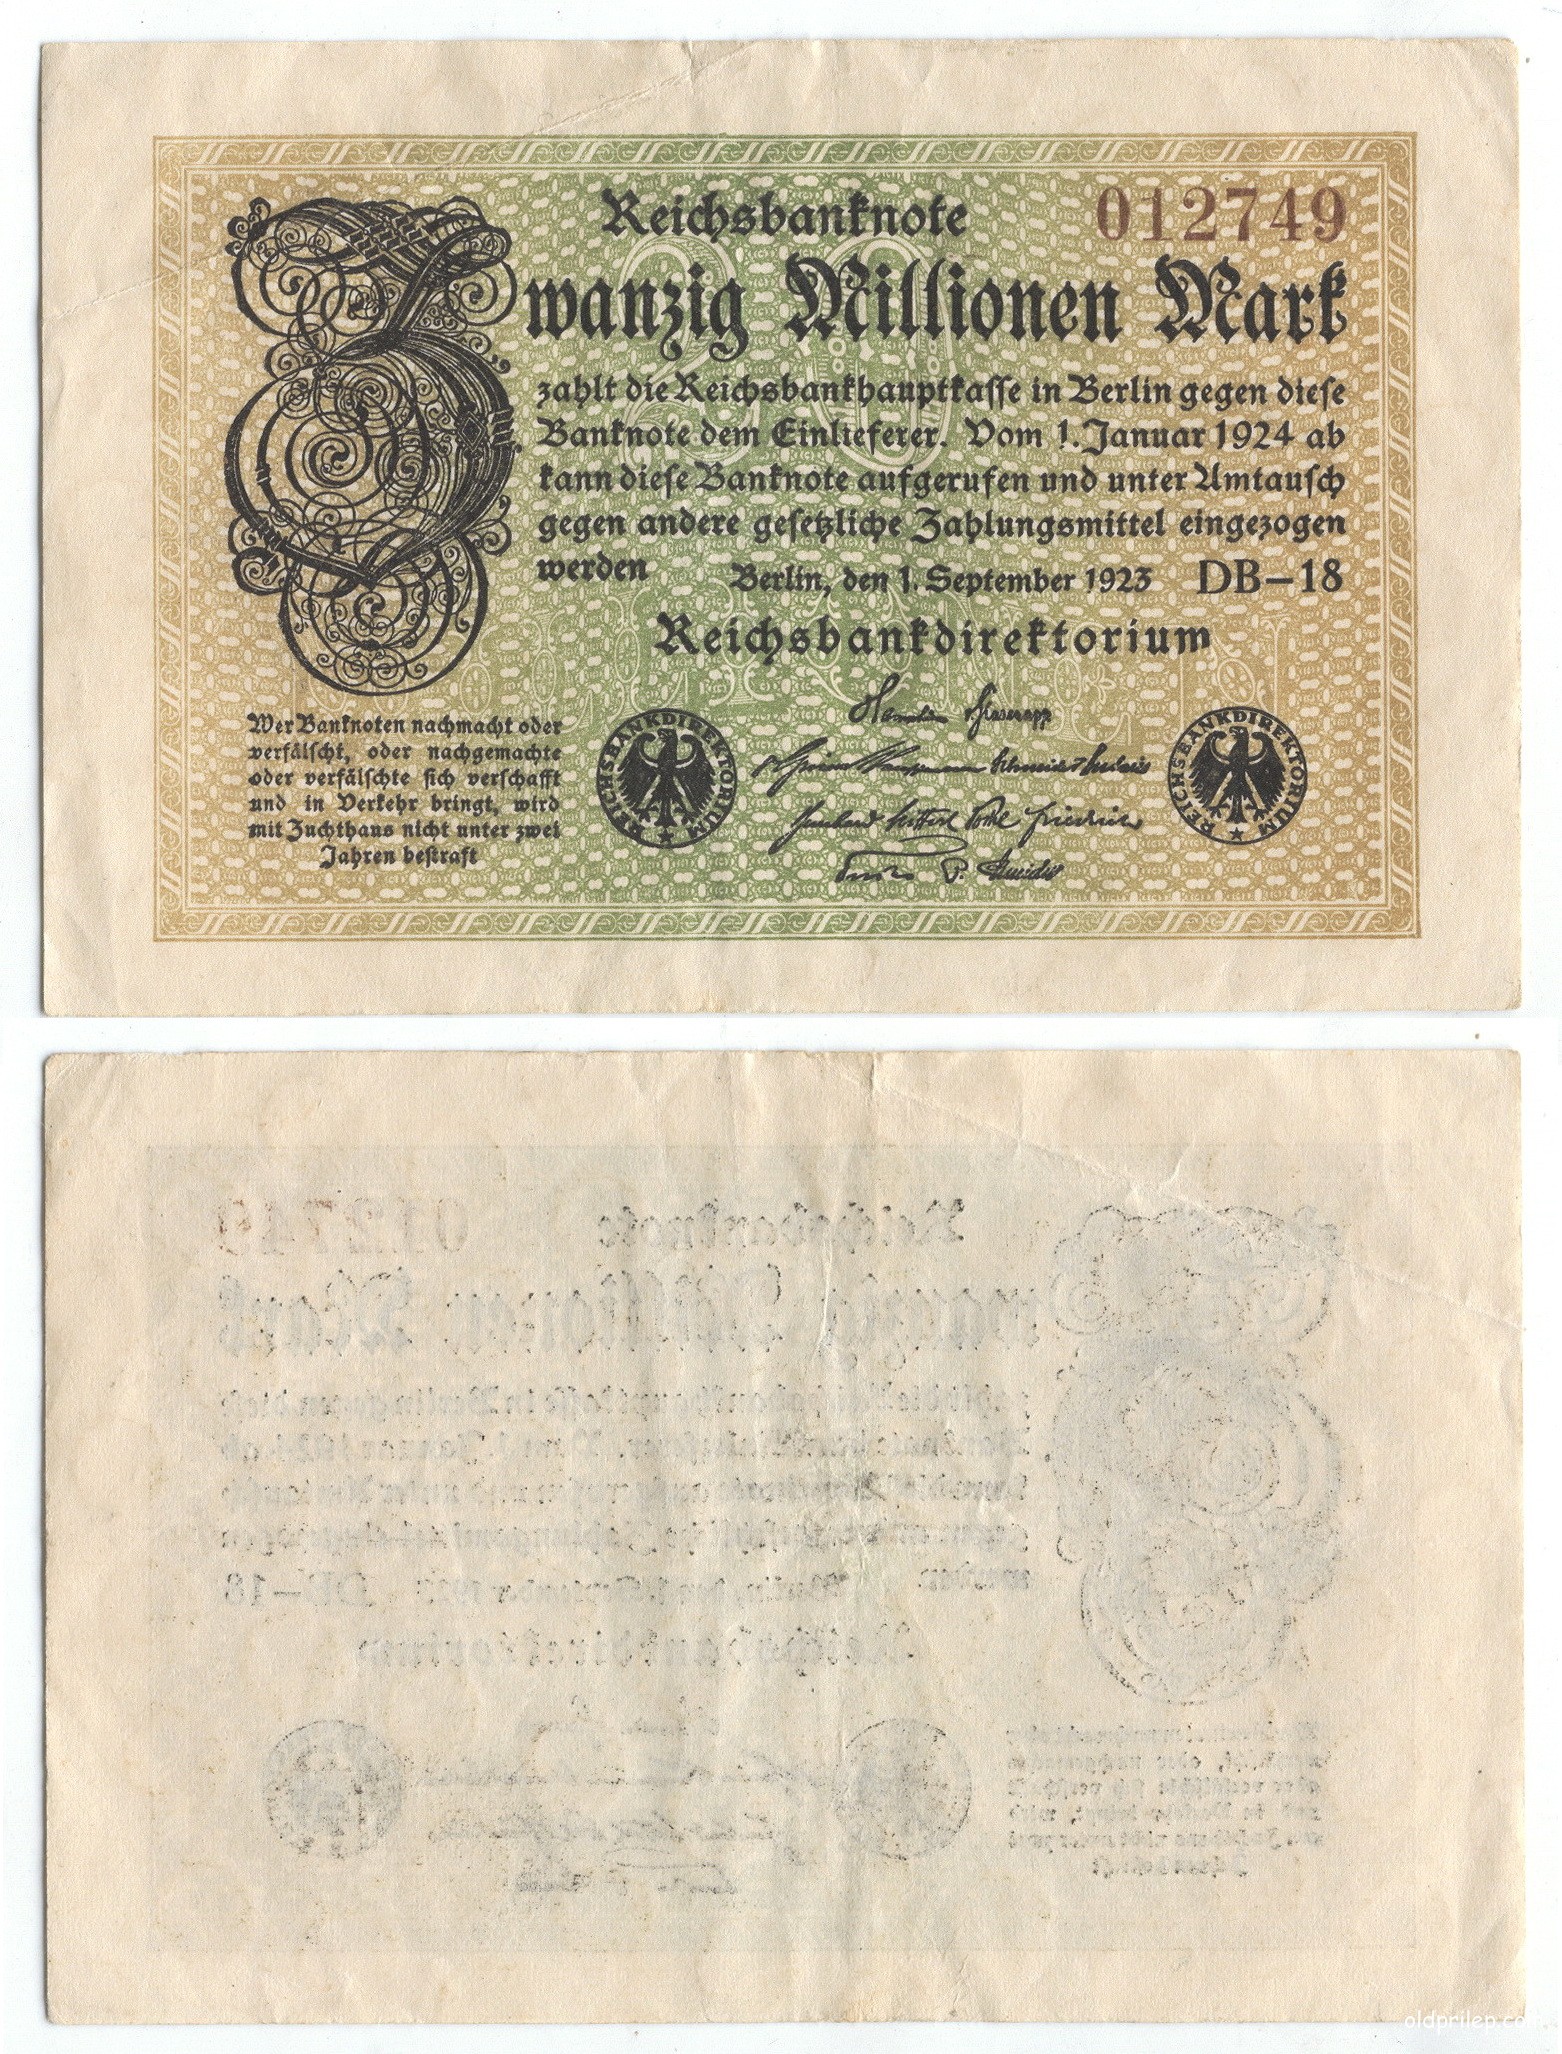 Reichsbanknote
012749
Zwanzig Millionen Mark
zahlt die Reichsbankhauptkasse in Berlin gegen diese
Banknote dem Einlieferer. Vom 1. Januar 1924 ab
kann diese Banknote aufgerufen und unter Umtausch
gegen andere gesetzliche Zahlungsmittel eingezogen
werden
Berlin, den 1. September 1923
DB–18
Reichsbankdirektorium
Wer Banknoten nachmacht oder
verfälscht, oder nachgemachte
oder verfälschte sich verschafft
und in Verkehr bringt, wird
mit Zuchthaus nicht unter zwei
Jahren bestraft
REICHSBANKDIREKTORIUM
REICHSBANKDIREKTORIUM
20
oldprilep.com